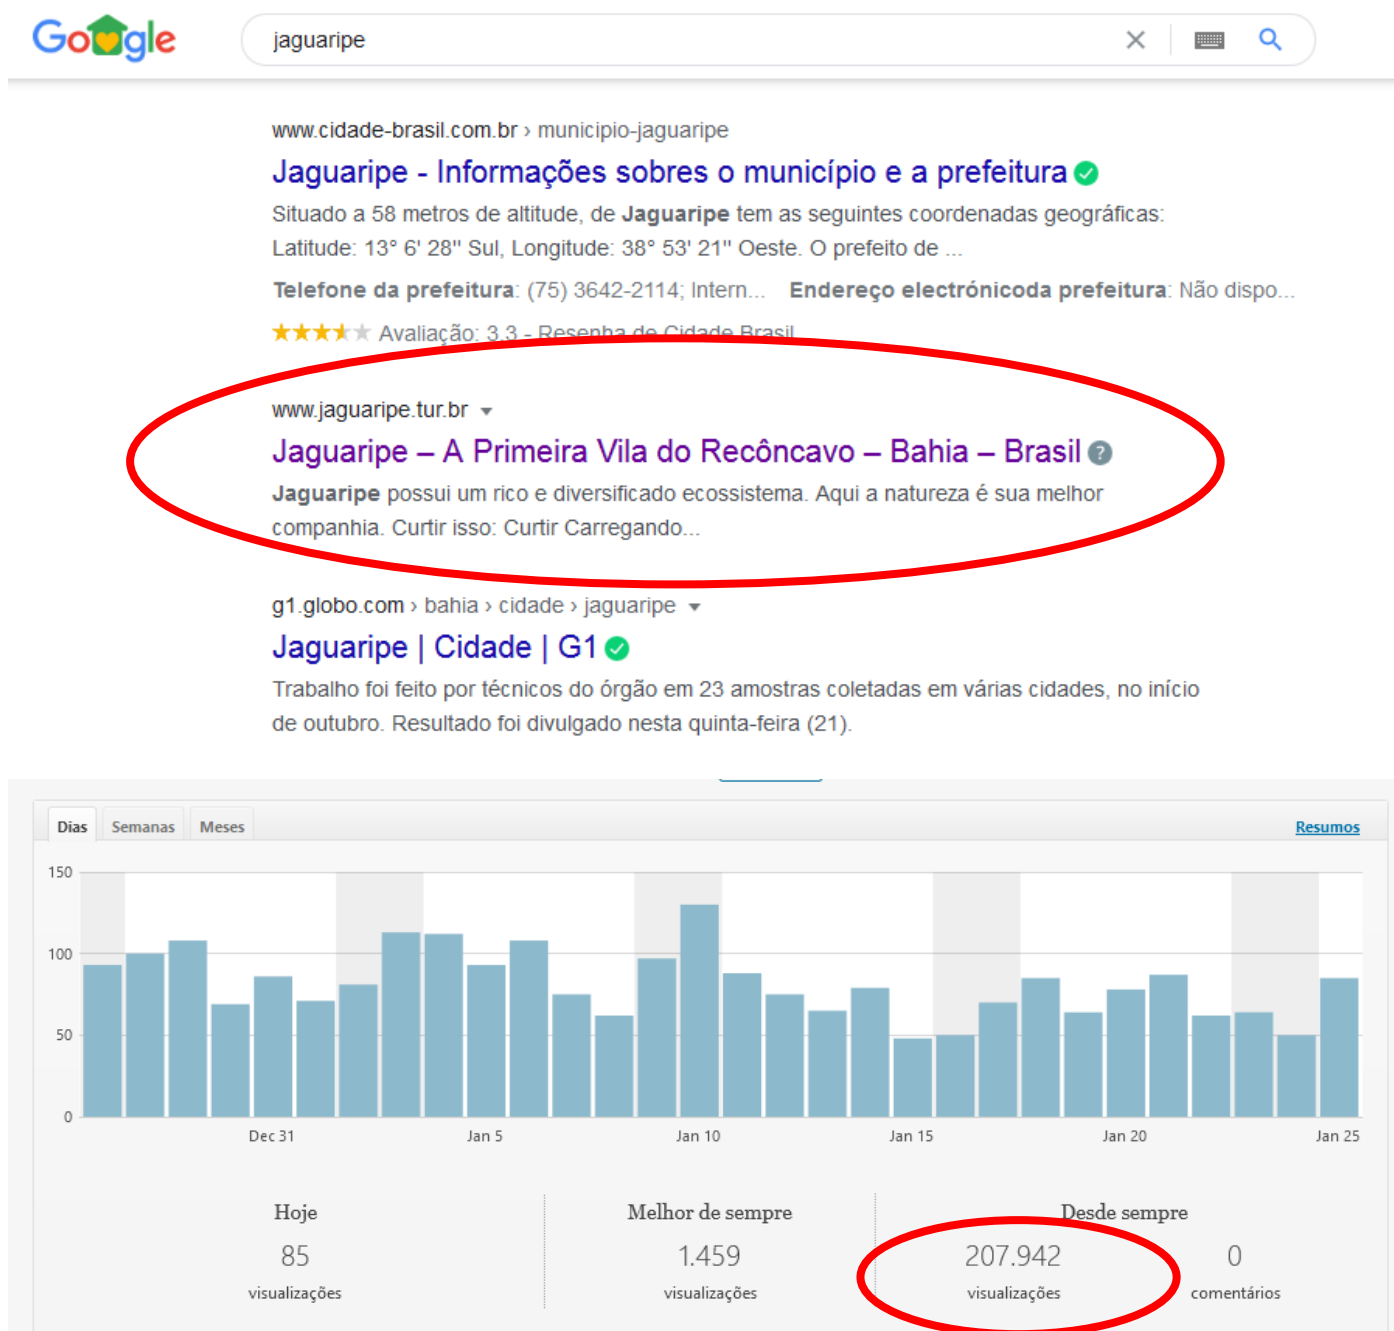 Google
jaguaripe
www.cidade-brasil.com.br › municipio-jaguaripe
Jaguaripe - Informações sobres o município e a prefeitura
Situado a 58 metros de altitude, de Jaguaripe tem as seguintes coordenadas geográficas:
Latitude: 13° 6' 28'' Sul, Longitude: 38° 53' 21'' Oeste. O prefeito de ...
Telefone da prefeitura: (75) 3642-2114; Intern... Endereço electrónicoda prefeitura: Não dispo...
Avaliação: 3,3 - Resenha de Cidade Brasil
www.jaguaripe.tur.br
Jaguaripe – A Primeira Vila do Recôncavo – Bahia – Brasil ?
Jaguaripe possui um rico e diversificado ecossistema. Aqui a natureza é sua melhor
companhia. Curtir isso: Curtir Carregando...
g1.globo.com › bahia › cidade › jaguaripe
Jaguaripe | Cidade | G1
Trabalho foi feito por técnicos do órgão em 23 amostras coletadas em várias cidades, no início
de outubro. Resultado foi divulgado nesta quinta-feira (21).
Dias Semanas Meses Resumos
150
100
50
0
Dec 31 Jan 5 Jan 10 Jan 15 Jan 20 Jan 25
Hoje Melhor de sempre Desde sempre
85 1.459 207.942 0
visualizações visualizações visualizações comentários